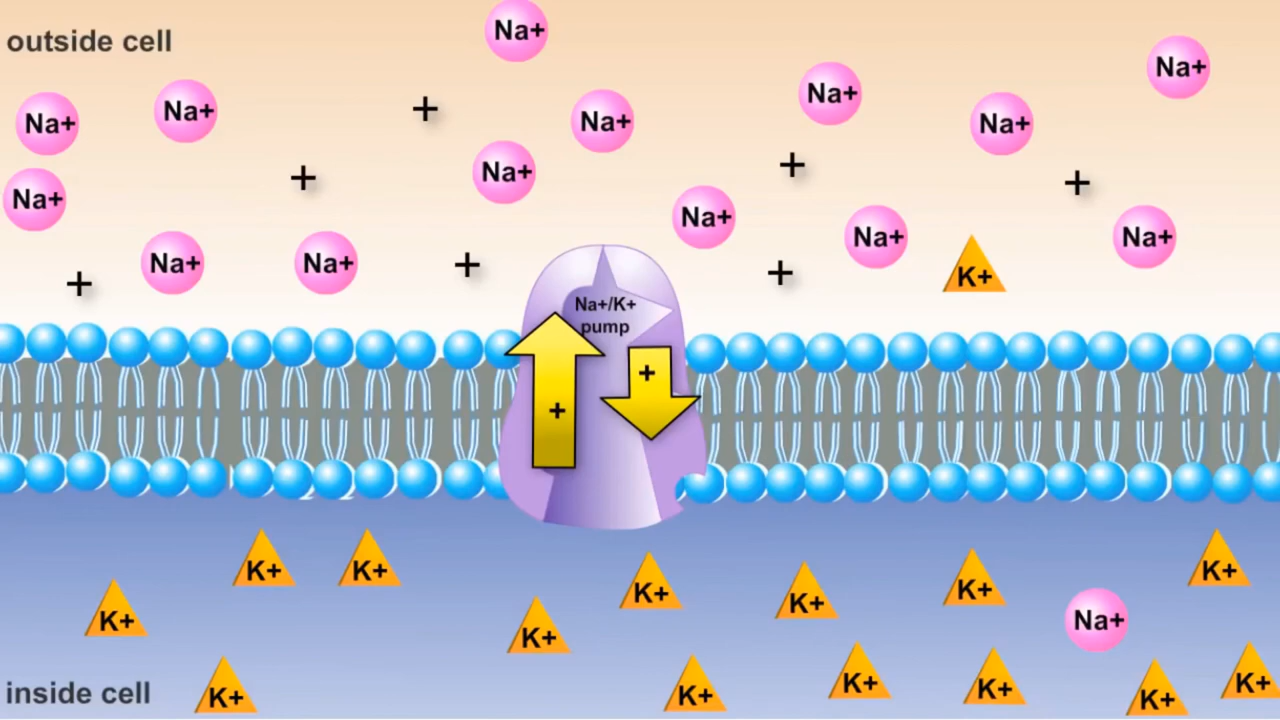 outside cell
Na+
Na+
Na+
Na+
Na+
Na+
Na+
+
Na+
Na+
+
Na+
+
+
Na+
Na+
Na+
Na+
Na+
K+
+
+
+
Na+/K+
pump
+
+
K+
K+
K+
K+
K+
K+
K+
K+
Na+
K+
inside cell
K+
K+
K+
K+
K+
K+